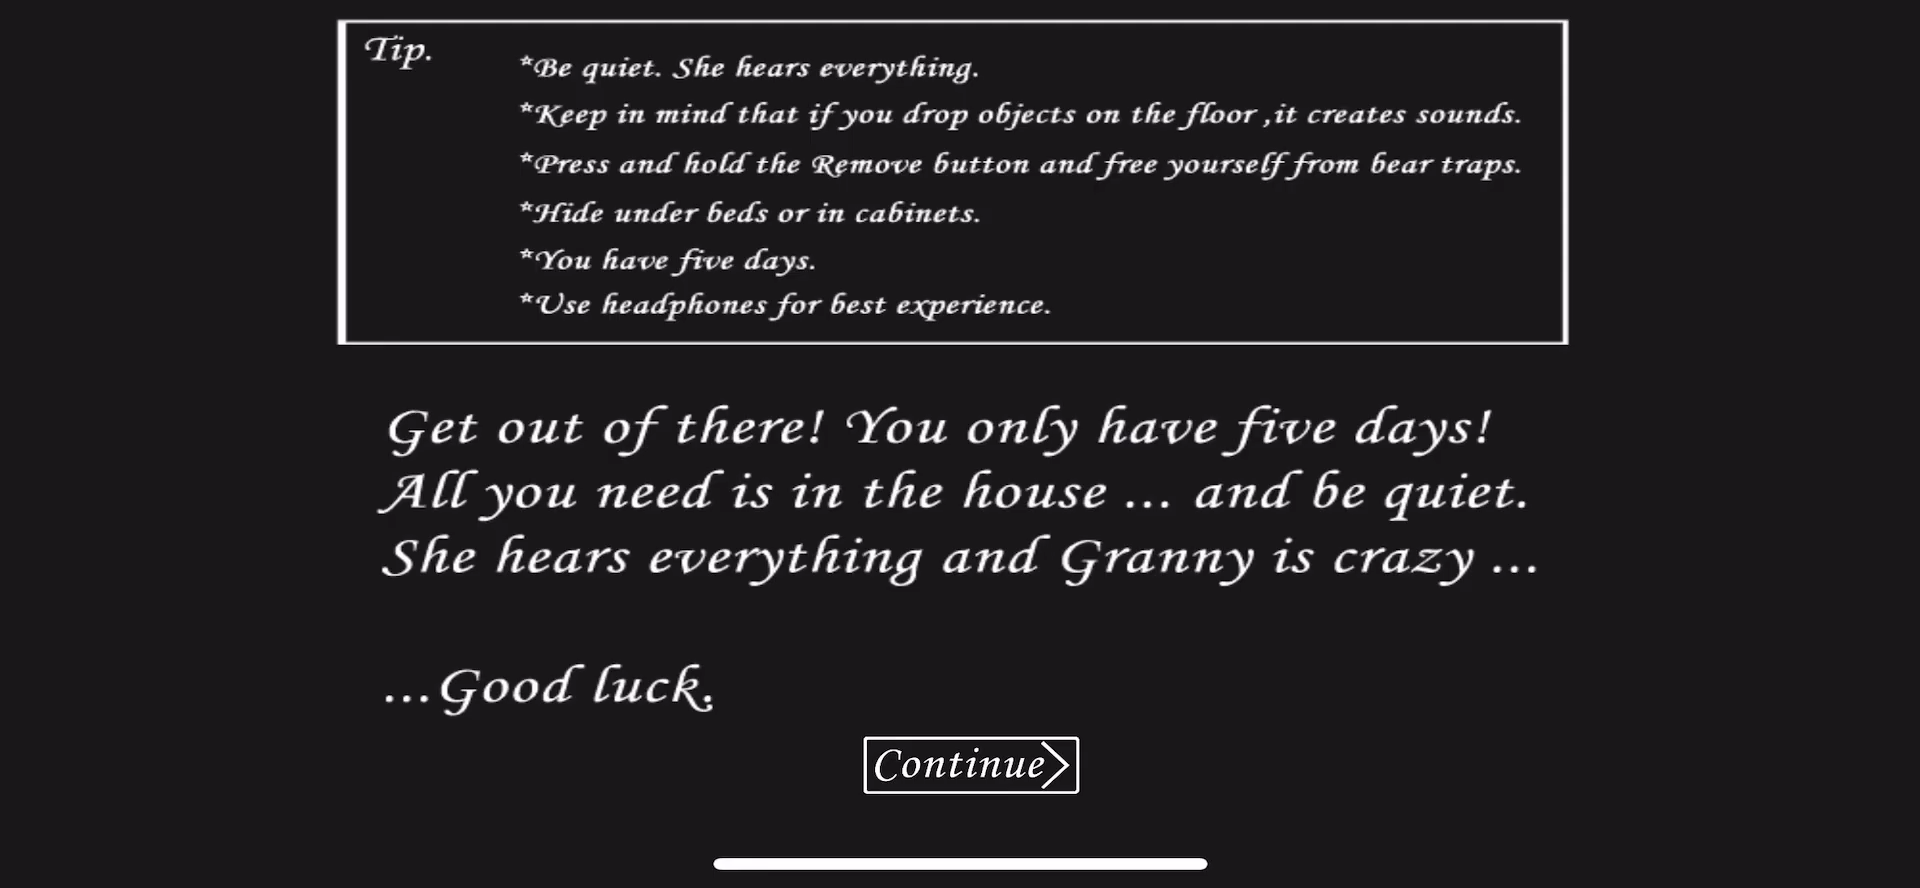 Tip.
*Be quiet. She hears everything.
*Keep in mind that if you drop objects on the floor ,it creates sounds.
*Press and hold the Remove button and free yourself from bear traps.
*Hide under beds or in cabinets.
*You have five days.
*Use headphones for best experience.
Get out of there! You only have five days!
All you need is in the house ... and be quiet.
She hears everything and Granny is crazy ...
...Good luck.
Continue